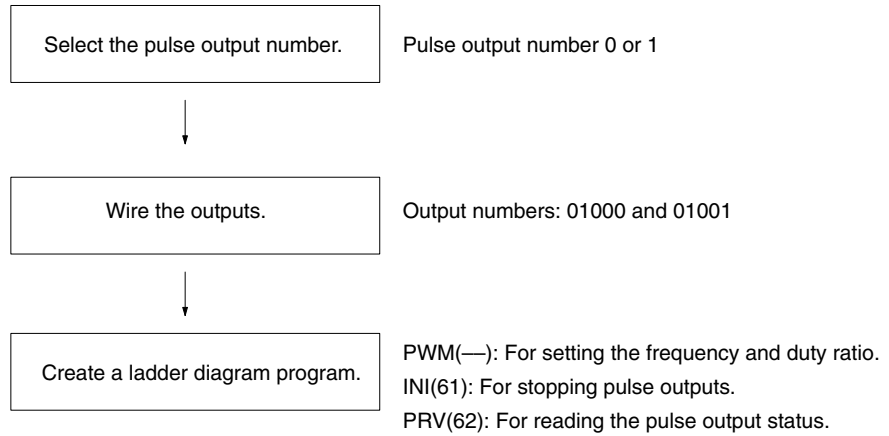 Select the pulse output number.
Pulse output number 0 or 1
Wire the outputs.
Output numbers: 01000 and 01001
Create a ladder diagram program.
PWM(––): For setting the frequency and duty ratio.
INI(61): For stopping pulse outputs.
PRV(62): For reading the pulse output status.